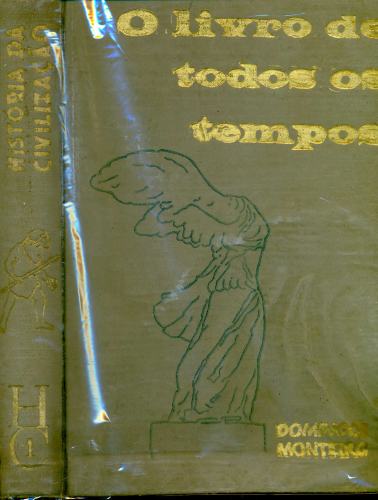 HISTÓRIA DA
CIVILIZAÇÃO
O livro de
todos os
tempos
DOMINGOS
MONTEIRO